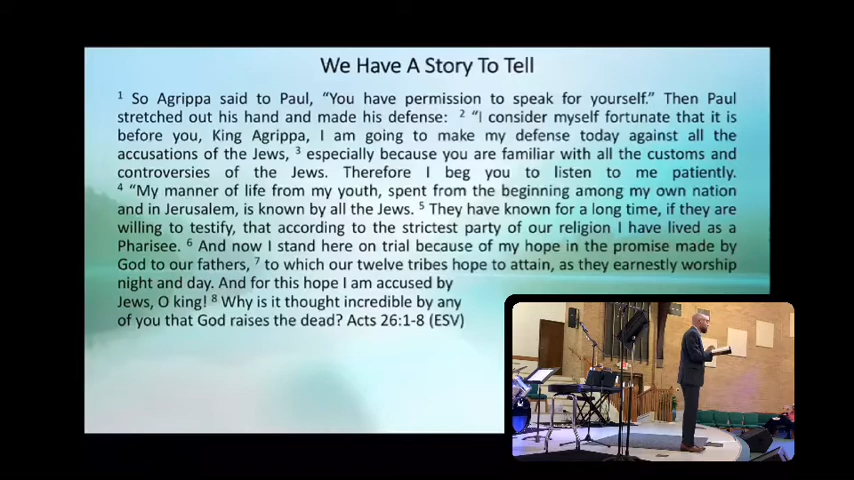 We Have A Story To Tell
1 So Agrippa said to Paul, “You have permission to speak for yourself.” Then Paul
stretched out his hand and made his defense: 2 “I consider myself fortunate that it is
before you, King Agrippa, I am going to make my defense today against all the
accusations of the Jews, 3 especially because you are familiar with all the customs and
controversies of the Jews. Therefore I beg you to listen to me patiently.
4 “My manner of life from my youth, spent from the beginning among my own nation
and in Jerusalem, is known by all the Jews. 5 They have known for a long time, if they are
willing to testify, that according to the strictest party of our religion I have lived as a
Pharisee. 6 And now I stand here on trial because of my hope in the promise made by
God to our fathers, 7 to which our twelve tribes hope to attain, as they earnestly worship
night and day. And for this hope I am accused by
Jews, O king! 8 Why is it thought incredible by any
of you that God raises the dead? Acts 26:1-8 (ESV)